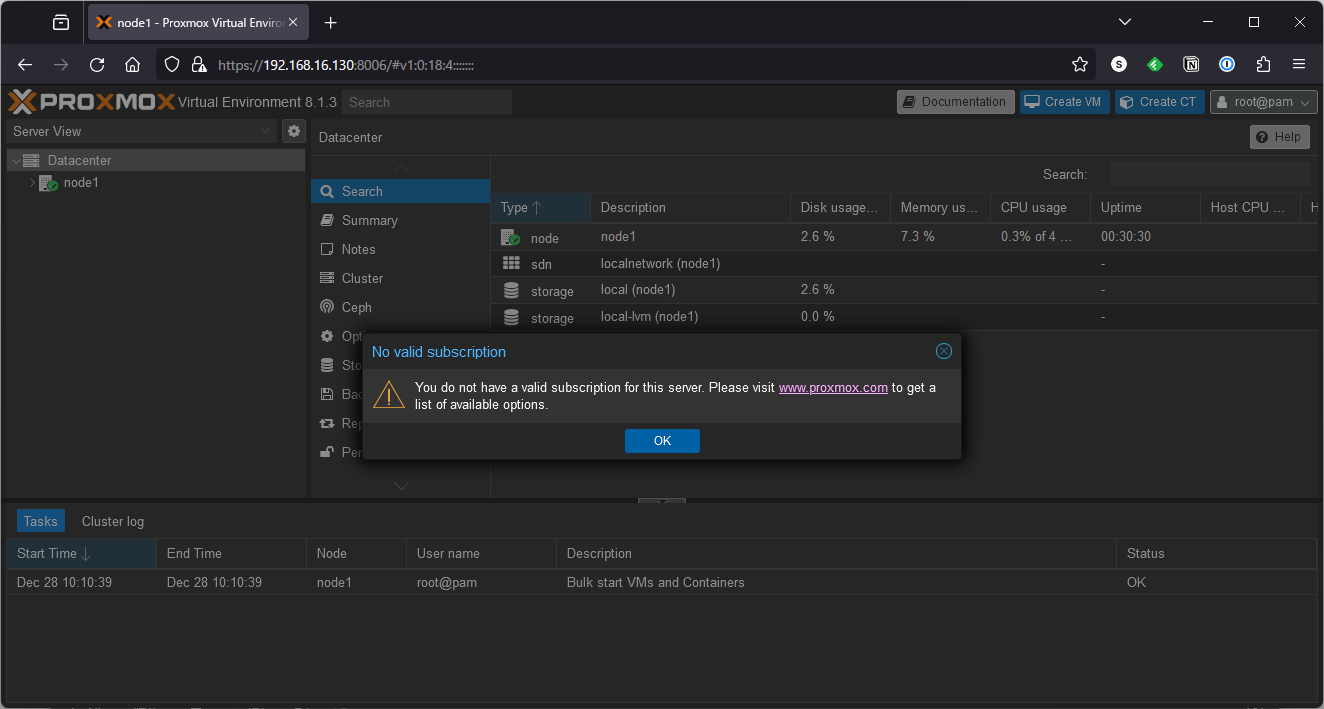 node1 - Proxmox Virtual Enviro
https://192.168.16.130:8006/#v1:0:18:4:::::::
PROXMOX Virtual Environment 8.1.3 Search Documentation Create VM Create CT root@pam
Server View Datacenter Help
Datacenter
node1
Search
Summary
Notes
Cluster
Ceph
Search:
Type Description Disk usage... Memory us... CPU usage Uptime Host CPU ...
node node1 2.6 % 7.3 % 0.3% of 4 ... 00:30:30
sdn localnetwork (node1) -
storage local (node1) 2.6 % -
storage local-lvm (node1) 0.0 % -
No valid subscription
You do not have a valid subscription for this server. Please visit www.proxmox.com to get a
list of available options.
OK
Tasks Cluster log
Start Time End Time Node User name Description Status
Dec 28 10:10:39 Dec 28 10:10:39 node1 root@pam Bulk start VMs and Containers OK